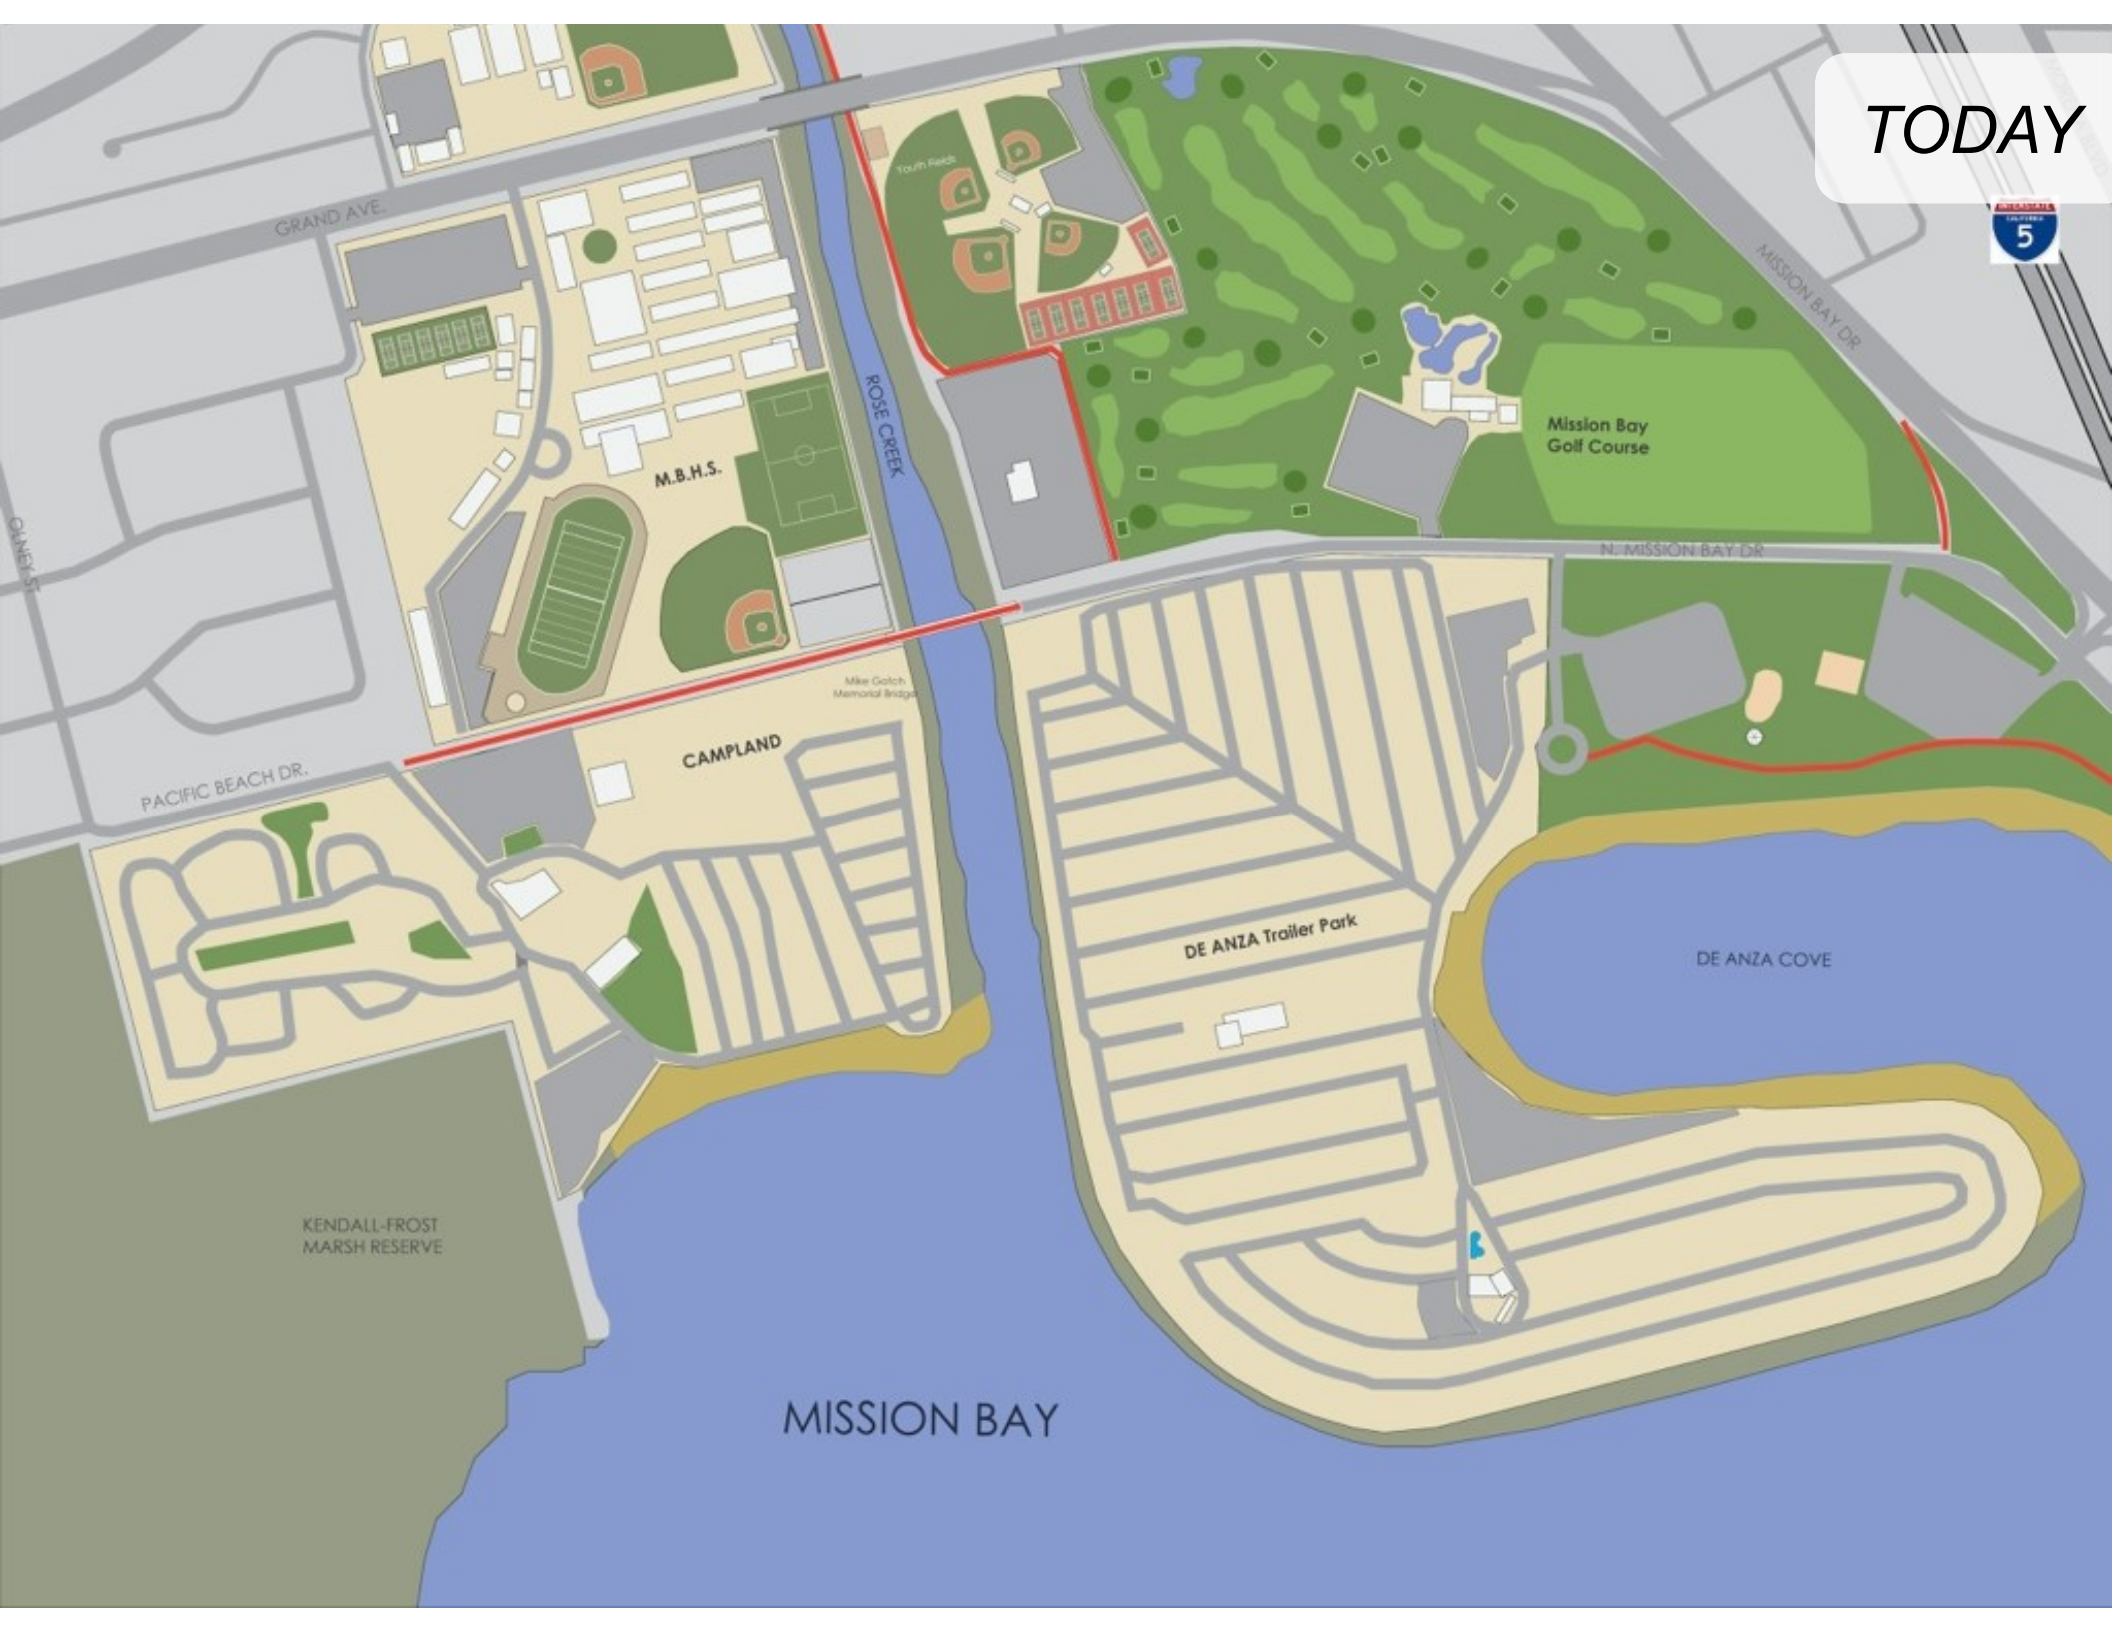 TODAY
INTERSTATE
CALIFORNIA
5
GRAND AVE.
Youth Fields
MISSION BAY DR
ROSE CREEK
Mission Bay
Golf Course
M.B.H.S.
OLNEY ST
N. MISSION BAY DR
Mike Gotch
Memorial Bridge
CAMPLAND
PACIFIC BEACH DR.
DE ANZA Trailer Park
DE ANZA COVE
KENDALL-FROST
MARSH RESERVE
MISSION BAY